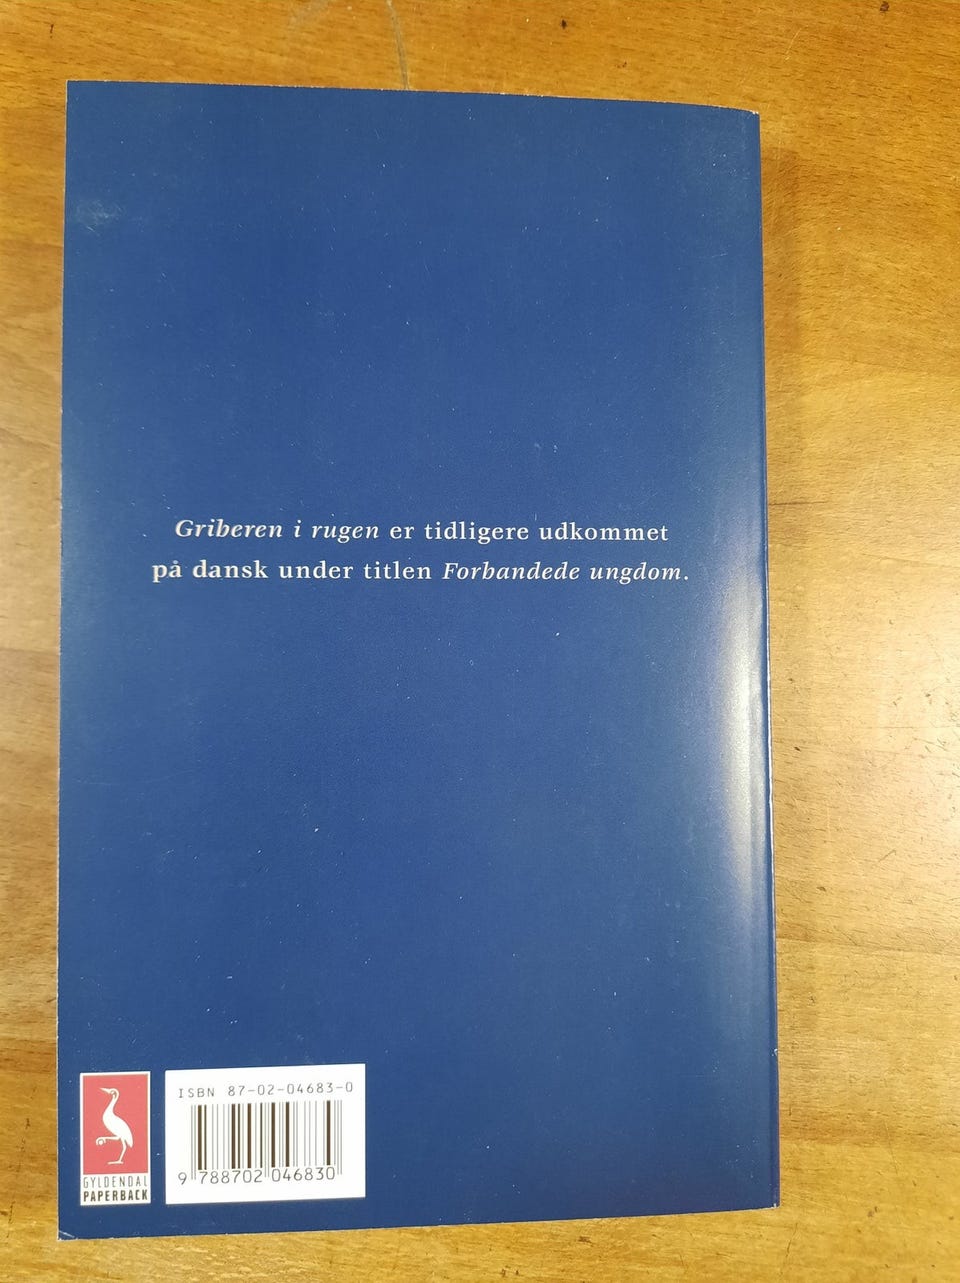 Griberen i rugen er tidligere udkommet
på dansk under titlen Forbandede ungdom.
ISBN 87-02-04683-0
9 788702 046830
GYLDENDAL
PAPERBACK